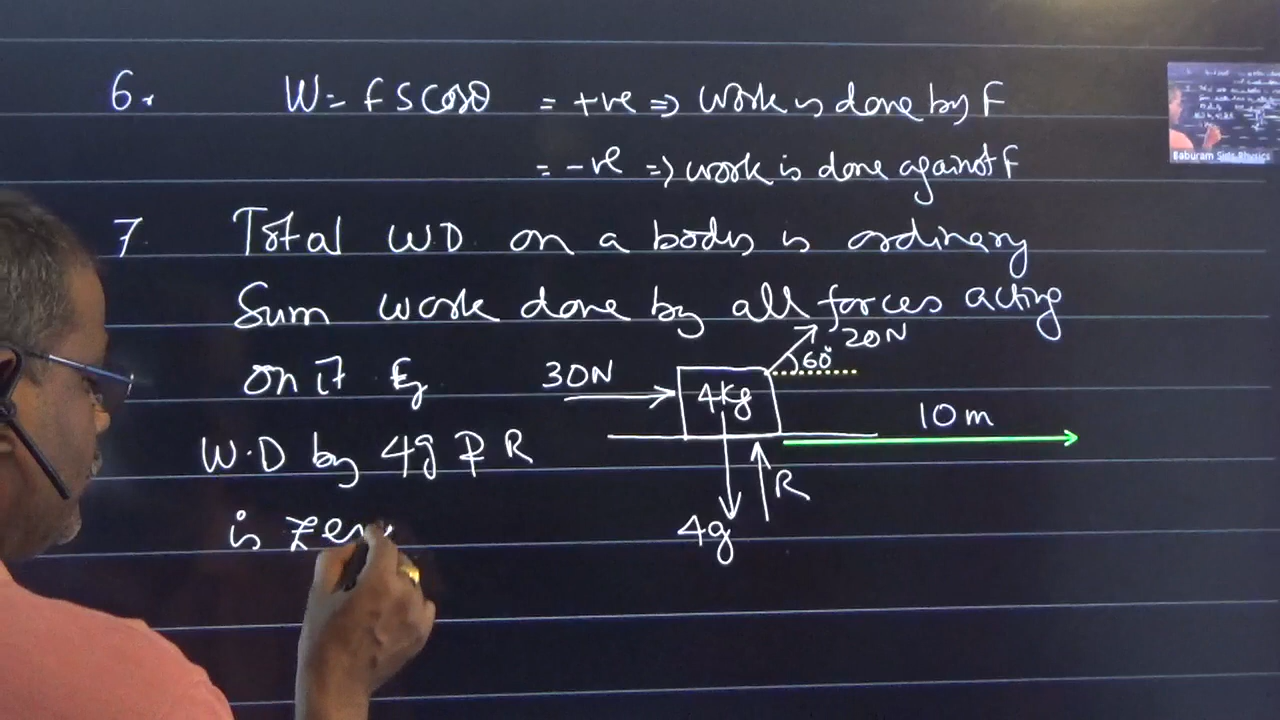 6. W = F S Cosθ = +ve ⇒ work is done by F
= -ve ⇒ work is done against F
7 Total WD on a body is ordinary
Sum work done by all forces acting
on it Eg
30N
4kg
20N
60°
10 m
R
4g
W.D by 4g & R
is zero
Baburam Sir's Physics